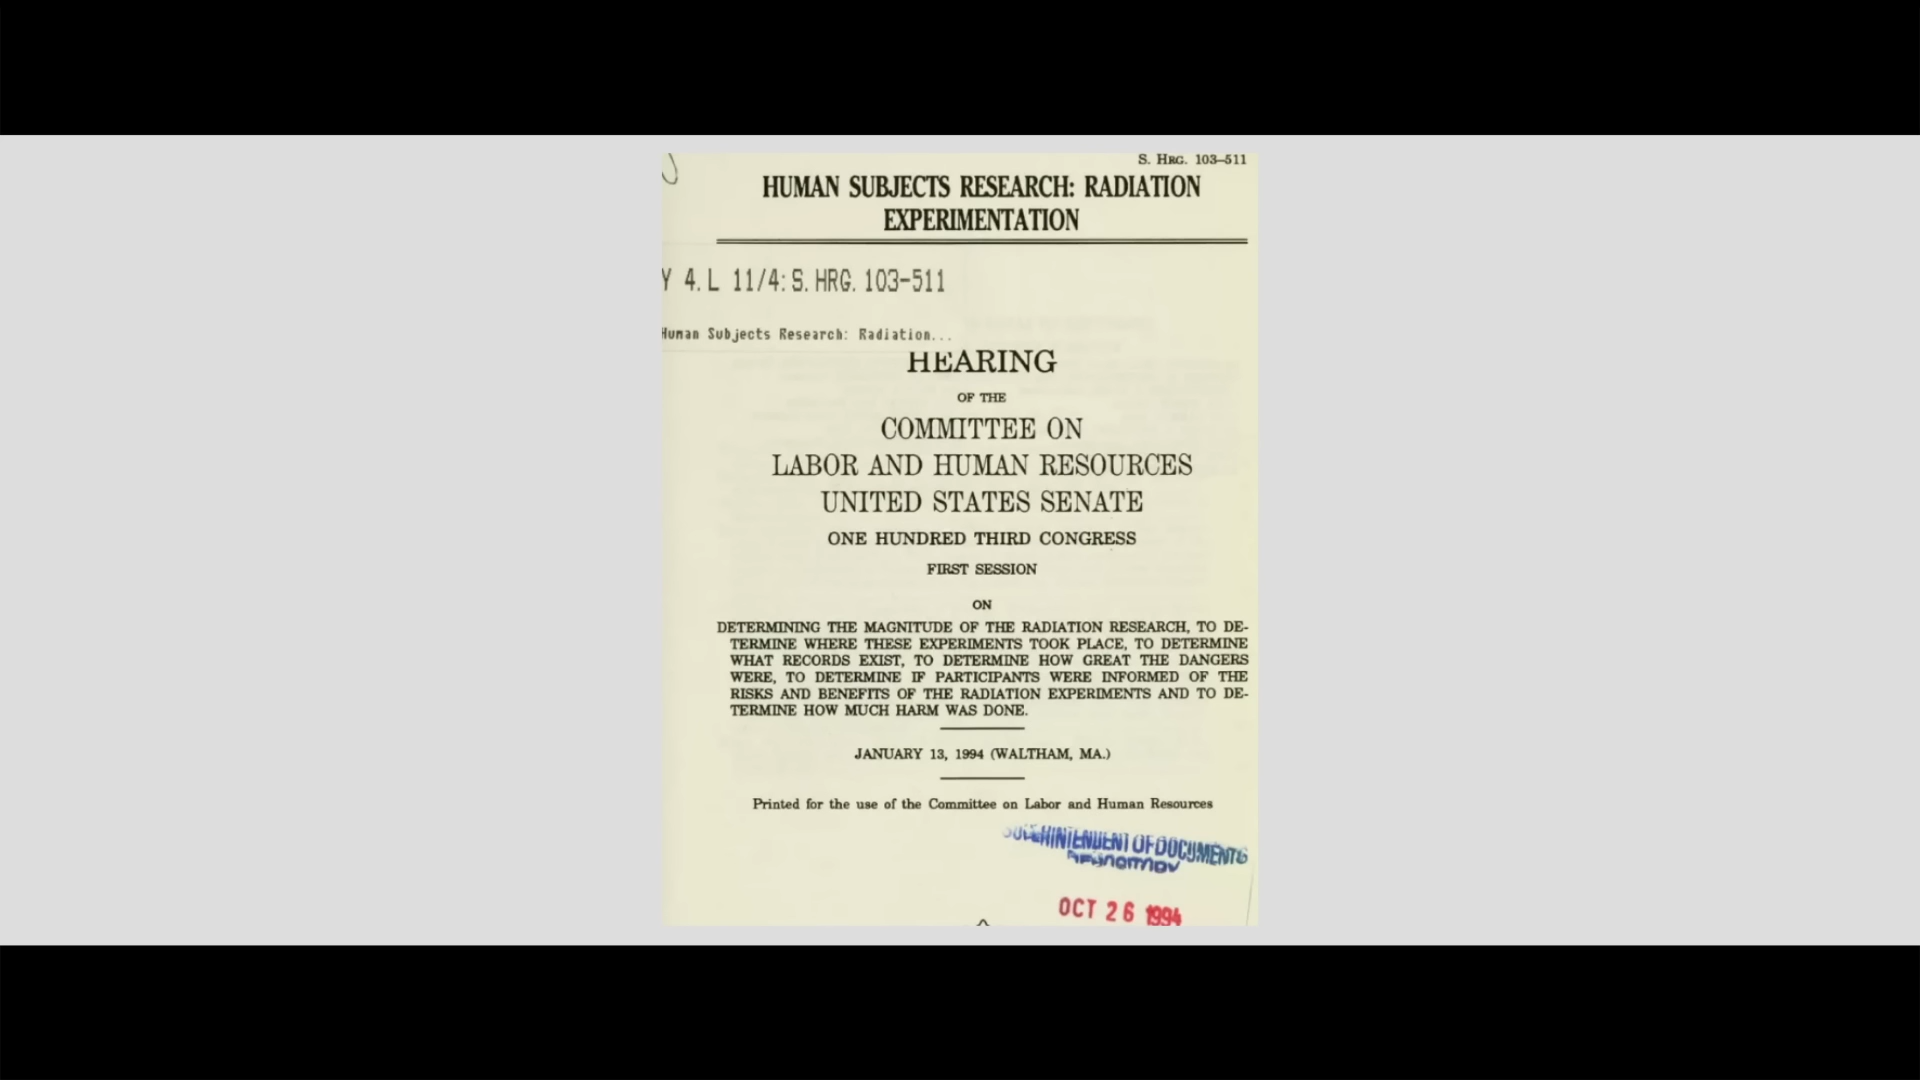 S. HRG. 103–511
HUMAN SUBJECTS RESEARCH: RADIATION
EXPERIMENTATION
Y 4. L 11/4: S. HRG. 103-511
Human Subjects Research: Radiation...
HEARING
OF THE
COMMITTEE ON
LABOR AND HUMAN RESOURCES
UNITED STATES SENATE
ONE HUNDRED THIRD CONGRESS
FIRST SESSION
ON
DETERMINING THE MAGNITUDE OF THE RADIATION RESEARCH, TO DE-
TERMINE WHERE THESE EXPERIMENTS TOOK PLACE, TO DETERMINE
WHAT RECORDS EXIST, TO DETERMINE HOW GREAT THE DANGERS
WERE, TO DETERMINE IF PARTICIPANTS WERE INFORMED OF THE
RISKS AND BENEFITS OF THE RADIATION EXPERIMENTS AND TO DE-
TERMINE HOW MUCH HARM WAS DONE.
JANUARY 13, 1994 (WALTHAM, MA.)
Printed for the use of the Committee on Labor and Human Resources
SUPERINTENDENT OF DOCUMENTS
OCT 26 1994